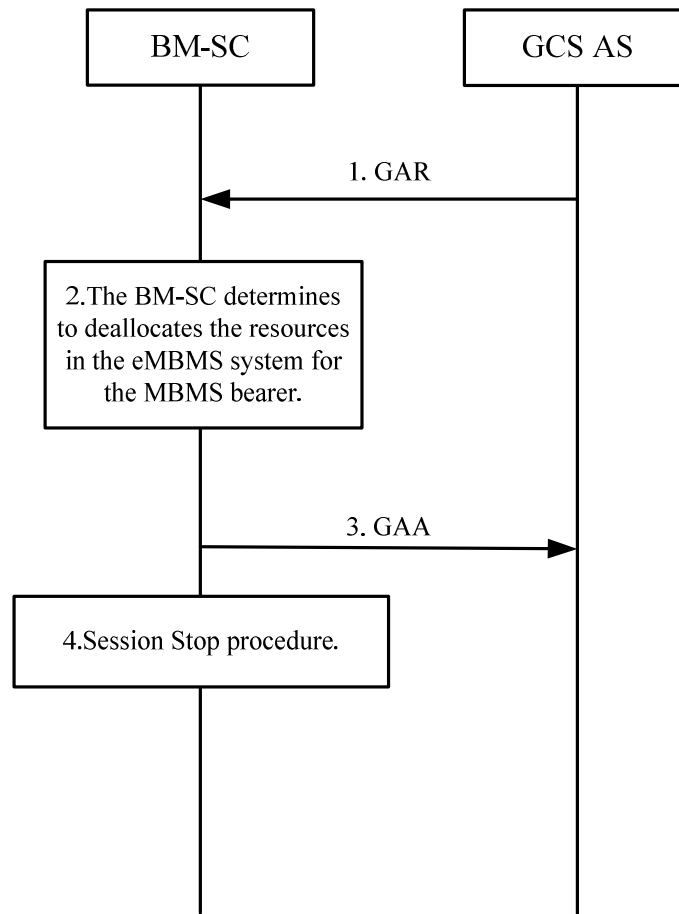 BM-SC
GCS AS
1. GAR
2.The BM-SC determines
to deallocates the resources
in the eMBMS system for
the MBMS bearer.
3. GAA
4.Session Stop procedure.